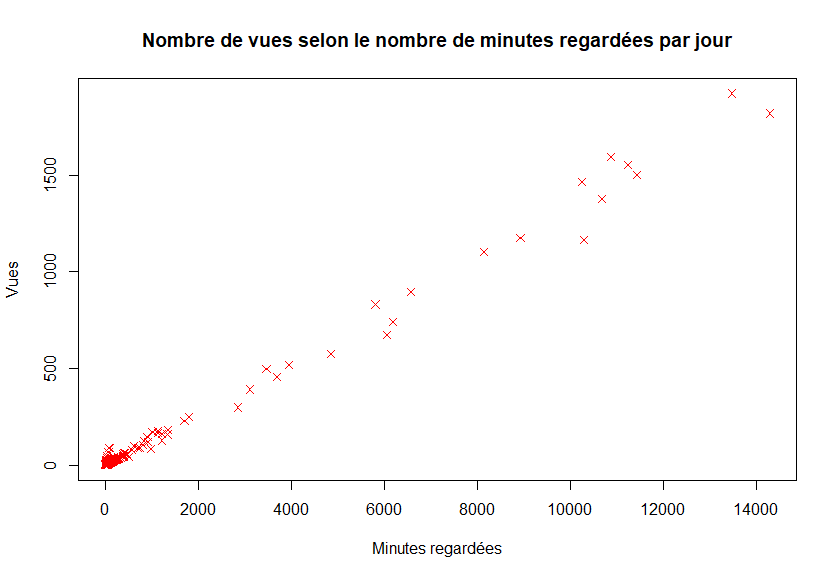 Nombre de vues selon le nombre de minutes regardées par jour
1500
1000
500
0
Vues
0 2000 4000 6000 8000 10000 12000 14000
Minutes regardées